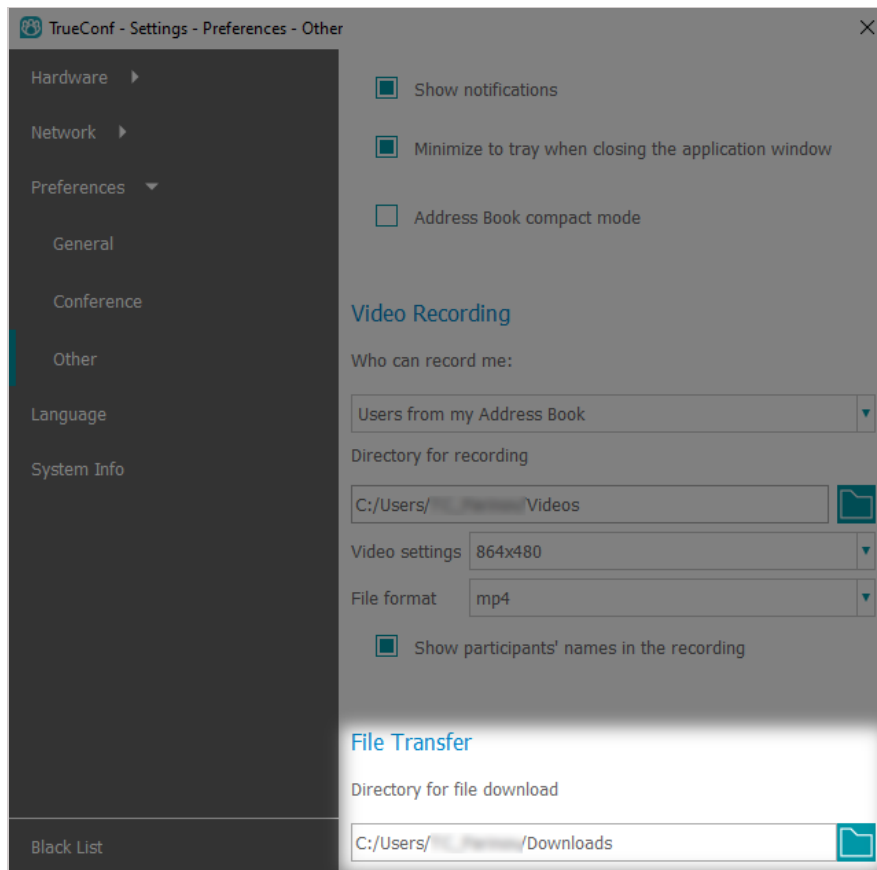 TrueConf - Settings - Preferences - Other
Hardware
Network
Preferences
General
Conference
Other
Language
System Info
Black List
Show notifications
Minimize to tray when closing the application window
Address Book compact mode
Video Recording
Who can record me:
Users from my Address Book
Directory for recording
C:/Users/ /Videos
Video settings 864x480
File format mp4
Show participants' names in the recording
File Transfer
Directory for file download
C:/Users/ /Downloads